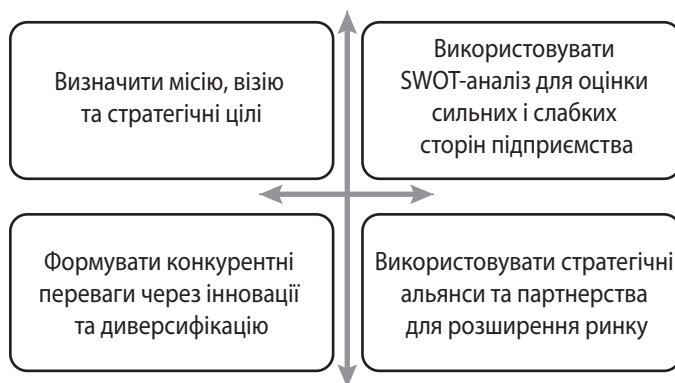 Визначити місію, візію
та стратегічні цілі
Використовувати
SWOT-аналіз для оцінки
сильних і слабких
сторін підприємства
Формувати конкурентні
переваги через інновації
та диверсифікацію
Використовувати стратегічні
альянси та партнерства
для розширення ринку